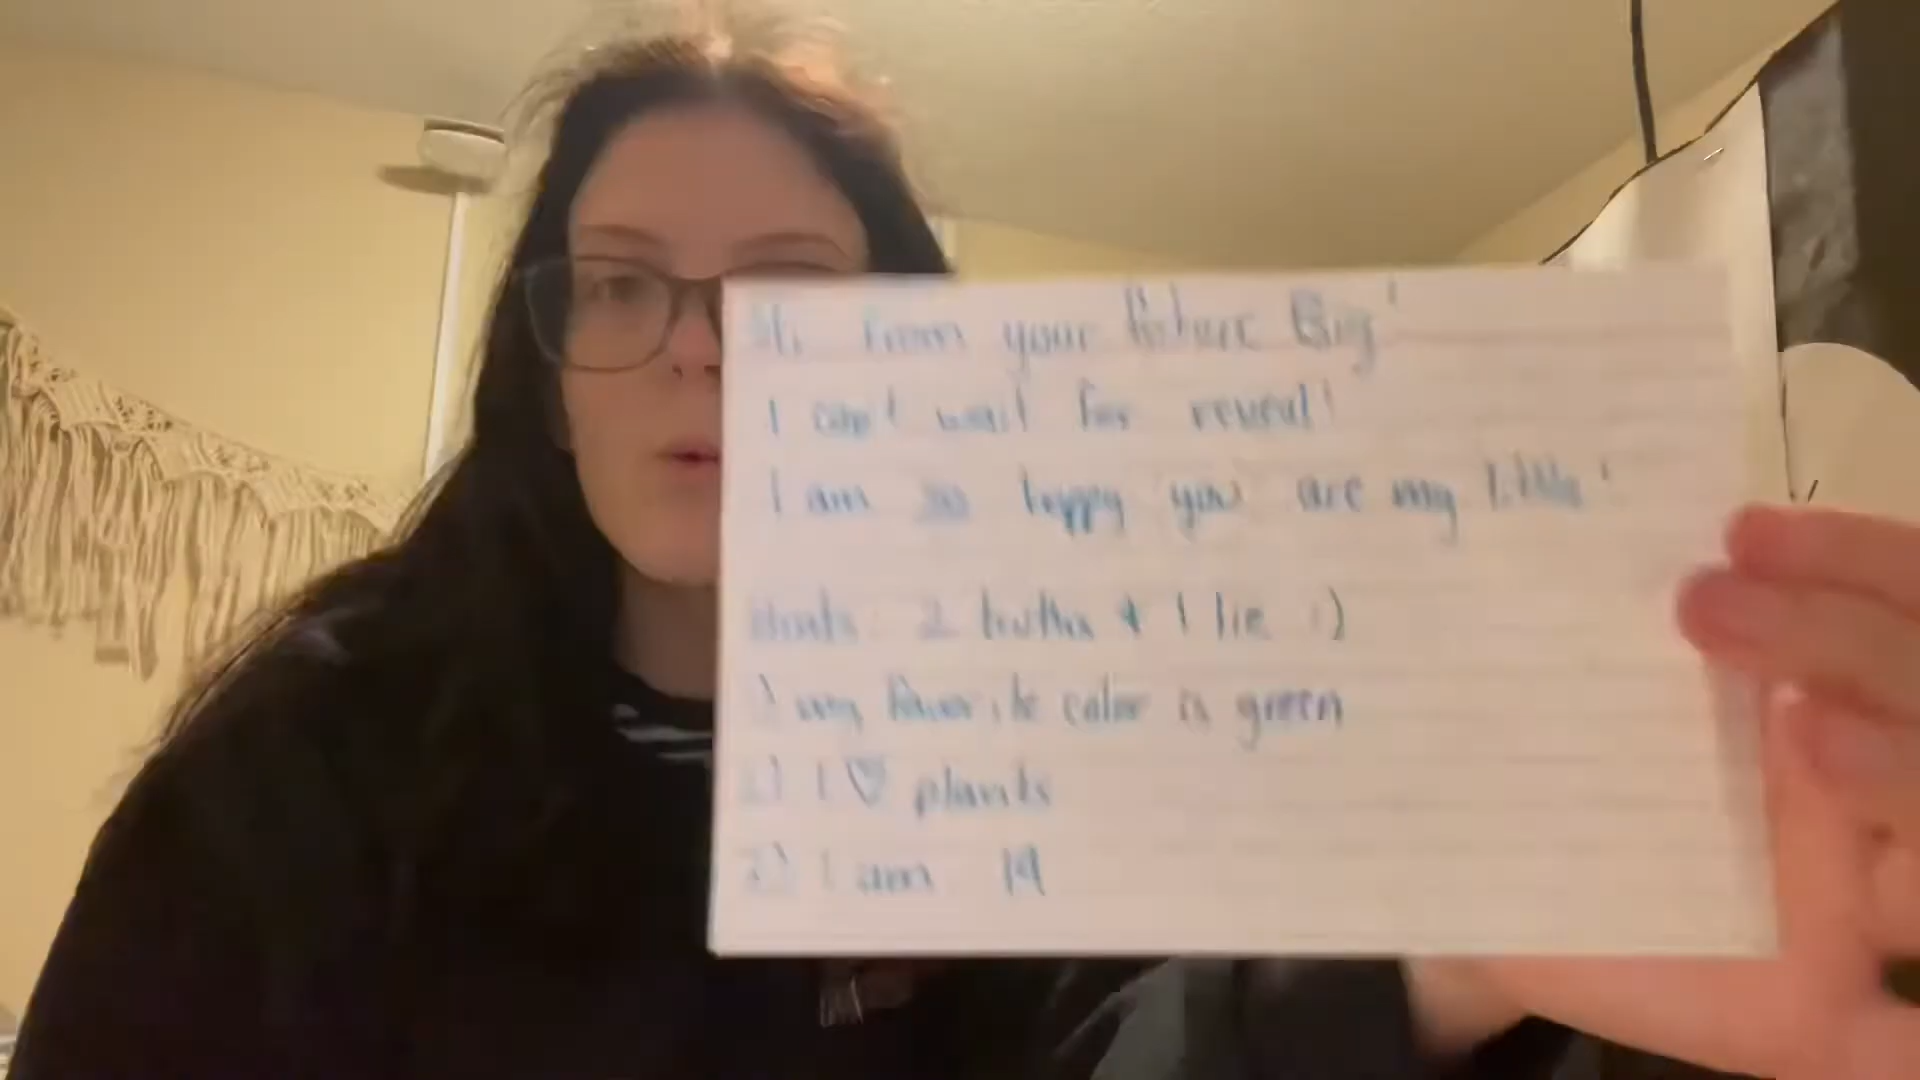 Hi from your future Big!
I can't wait for reveal!
I am so happy you are my little!
Hints: 2 truths + 1 lie :)
1) my favorite color is green
2) I ♡ plants
3) I am 19